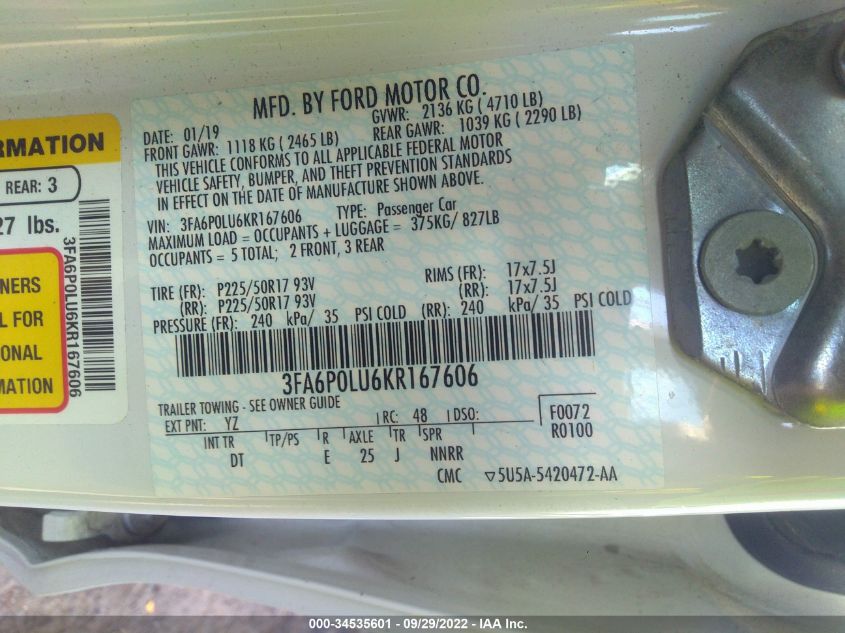 RMATION
REAR: 3
27 lbs.
NERS
L FOR
ONAL
MATION
3FA6P0LU6KR167606
MFD. BY FORD MOTOR CO.
DATE: 01/19 GVWR: 2136 KG ( 4710 LB)
FRONT GAWR: 1118 KG ( 2465 LB) REAR GAWR: 1039 KG ( 2290 LB)
THIS VEHICLE CONFORMS TO ALL APPLICABLE FEDERAL MOTOR
VEHICLE SAFETY, BUMPER, AND THEFT PREVENTION STANDARDS
IN EFFECT ON THE DATE OF MANUFACTURE SHOWN ABOVE.
VIN: 3FA6P0LU6KR167606 TYPE: Passenger Car
MAXIMUM LOAD = OCCUPANTS + LUGGAGE = 375KG/ 827LB
OCCUPANTS = 5 TOTAL; 2 FRONT, 3 REAR
TIRE (FR): P225/50R17 93V RIMS (FR): 17x7.5J
(RR): P225/50R17 93V (RR): 17x7.5J
PRESSURE (FR): 240 kPa/ 35 PSI COLD (RR): 240 kPa/ 35 PSI COLD
3FA6P0LU6KR167606
TRAILER TOWING - SEE OWNER GUIDE
EXT PNT: YZ RC: 48 DSO: F0072
INT TR TP/PS R AXLE TR SPR R0100
DT E 25 J NNRR
CMC ▽5U5A-5420472-AA
000-34535601 - 09/29/2022 - IAA Inc.